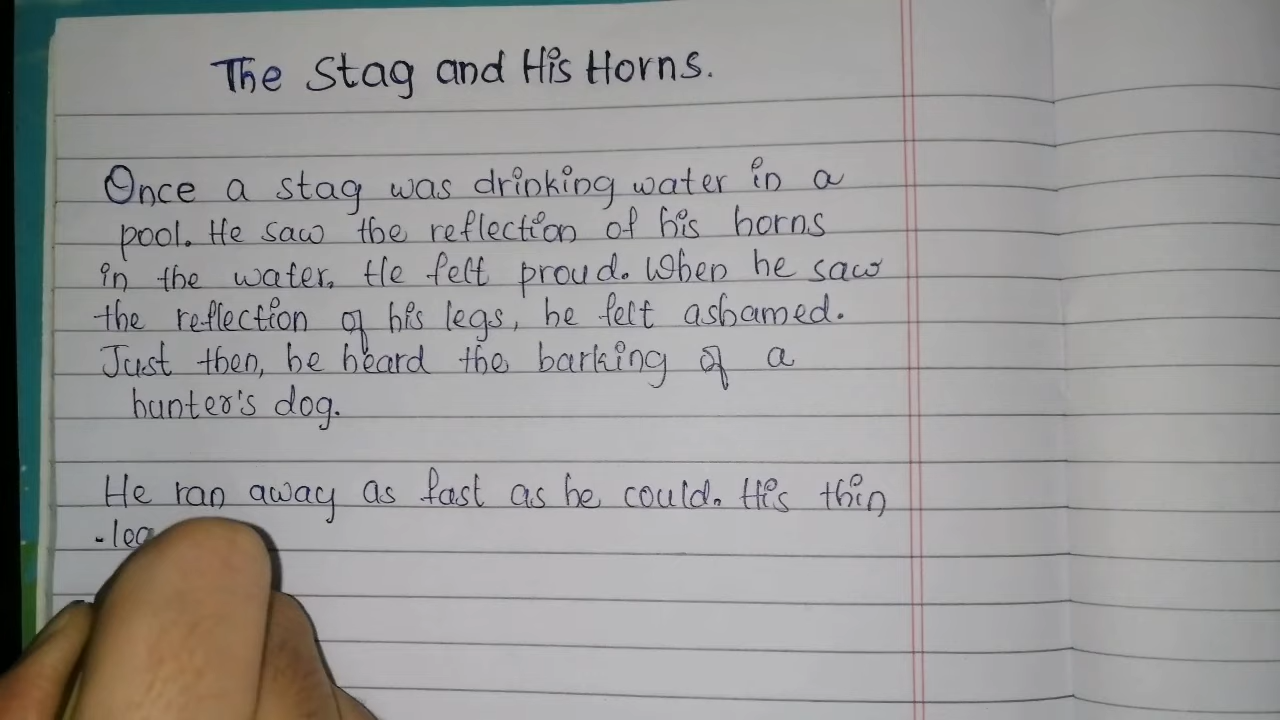 The Stag and His Horns.
Once a stag was drinking water in a
pool. He saw the reflection of his horns
in the water. He felt proud. When he saw
the reflection of his legs, he felt ashamed.
Just then, he heard the barking of a
hunter's dog.
He ran away as fast as he could. His thin